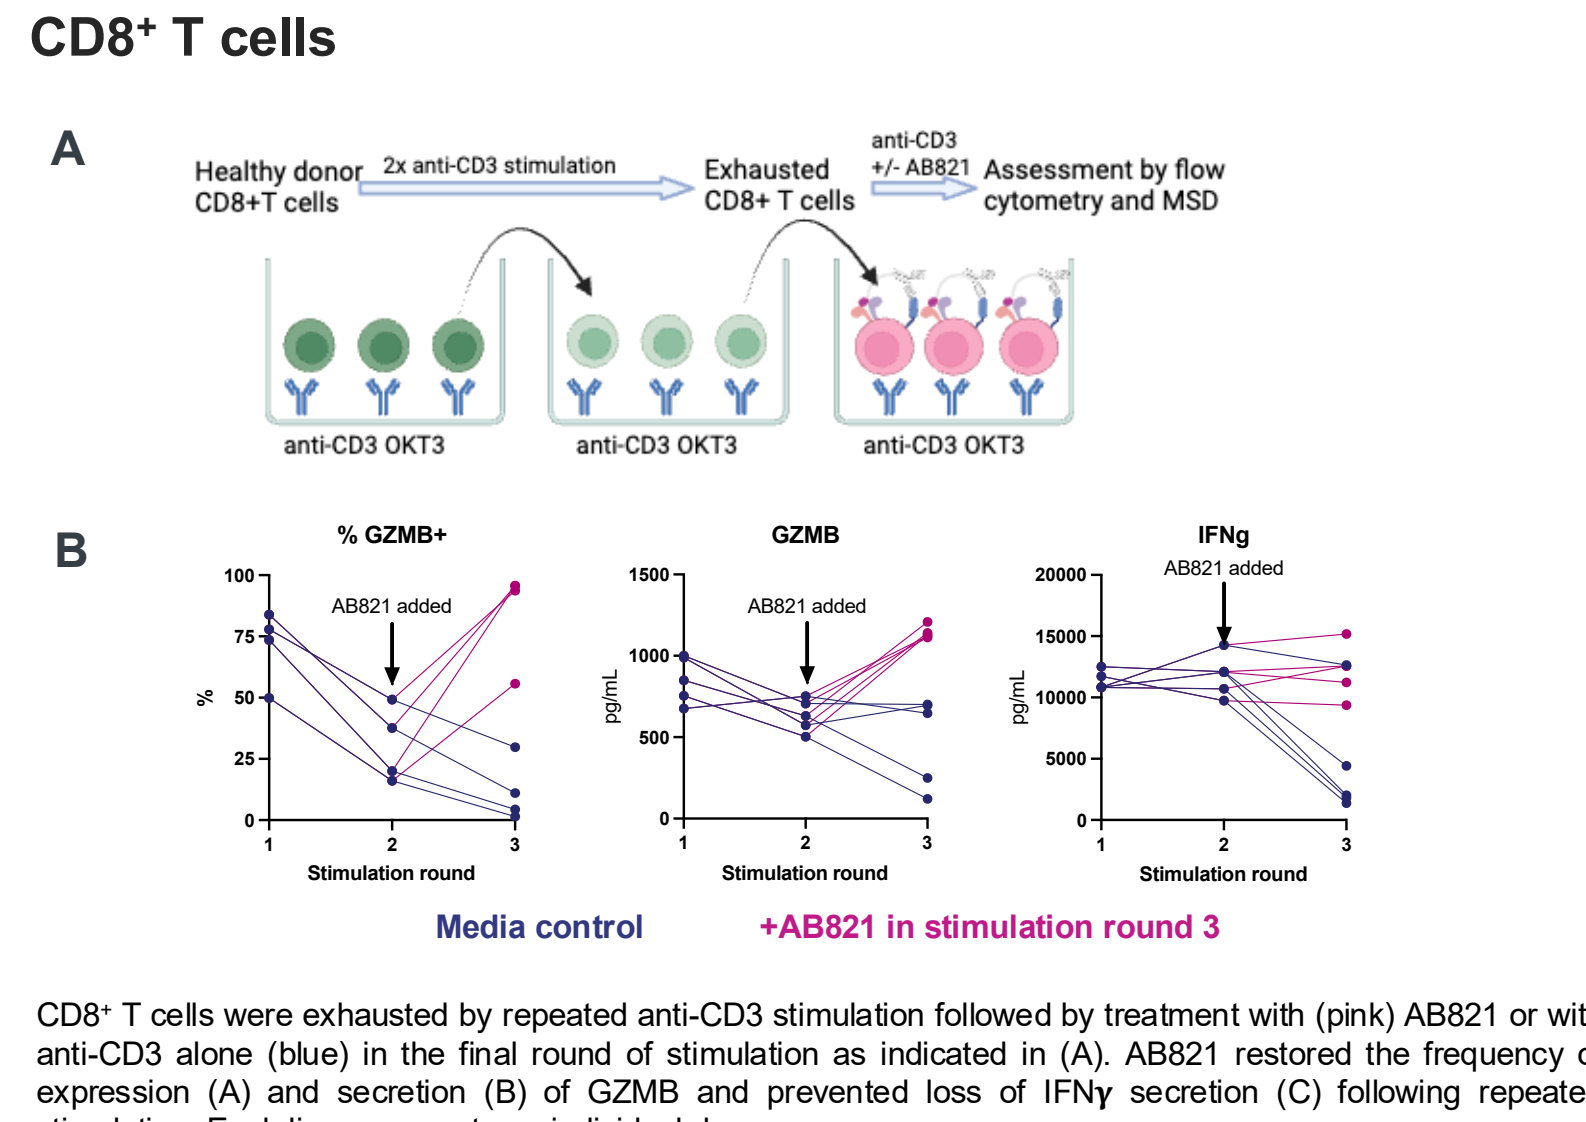 CD8⁺ T cells
A
Healthy donor
CD8+T cells
2x anti-CD3 stimulation
Exhausted
CD8+ T cells
anti-CD3
+/- AB821
Assessment by flow
cytometry and MSD
anti-CD3 OKT3
anti-CD3 OKT3
anti-CD3 OKT3
B
% GZMB+
AB821 added
%
100
75
50
25
0
1 2 3
Stimulation round
GZMB
AB821 added
pg/mL
1500
1000
500
0
1 2 3
Stimulation round
IFNg
AB821 added
pg/mL
20000
15000
10000
5000
0
1 2 3
Stimulation round
Media control
+AB821 in stimulation round 3
CD8⁺ T cells were exhausted by repeated anti-CD3 stimulation followed by treatment with (pink) AB821 or wit
anti-CD3 alone (blue) in the final round of stimulation as indicated in (A). AB821 restored the frequency o
expression (A) and secretion (B) of GZMB and prevented loss of IFNγ secretion (C) following repeate